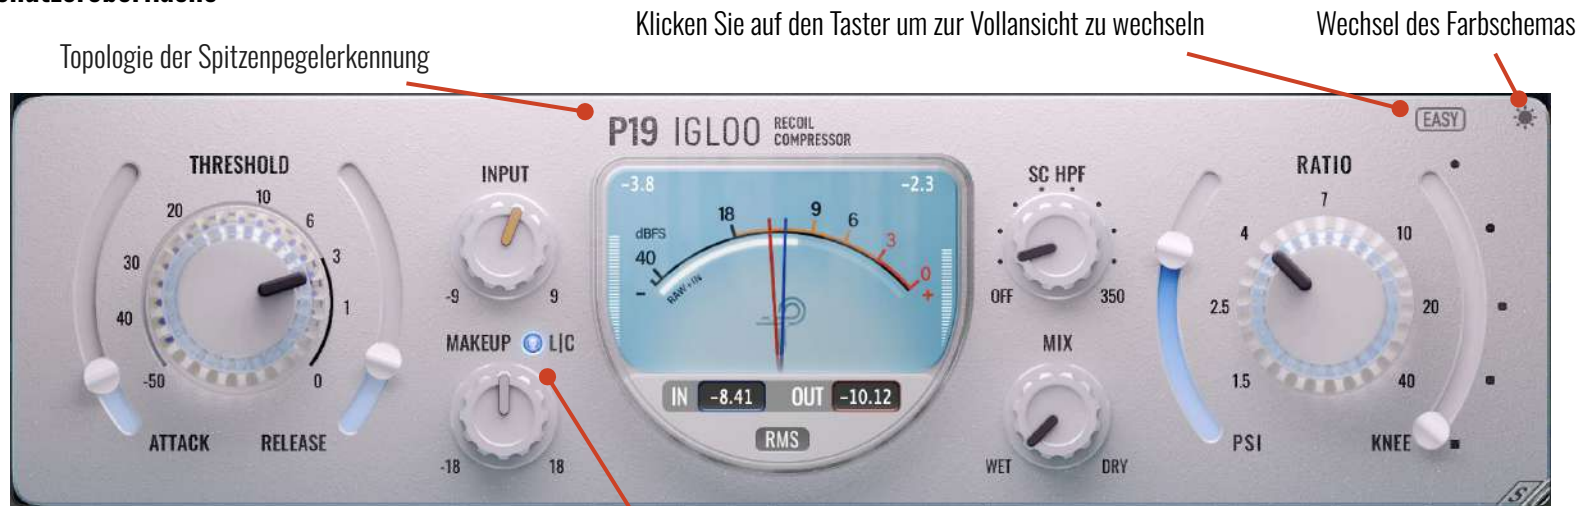 Klicken Sie auf den Taster um zur Vollansicht zu wechseln
Wechsel des Farbschemas
Topologie der Spitzenpegelerkennung
P19 IGLOO RECOIL
COMPRESSOR
EASY
THRESHOLD
10
20
6
30
3
40
1
-50
0
ATTACK
RELEASE
INPUT
-9
9
MAKEUP
L|C
-18
18
-3.8
-2.3
dBFS
40
18
9
6
3
0
-
+
RAW+IN
IN -8.41
OUT -10.12
RMS
SC HPF
OFF
350
MIX
WET
DRY
RATIO
7
4
10
2.5
20
1.5
40
PSI
KNEE